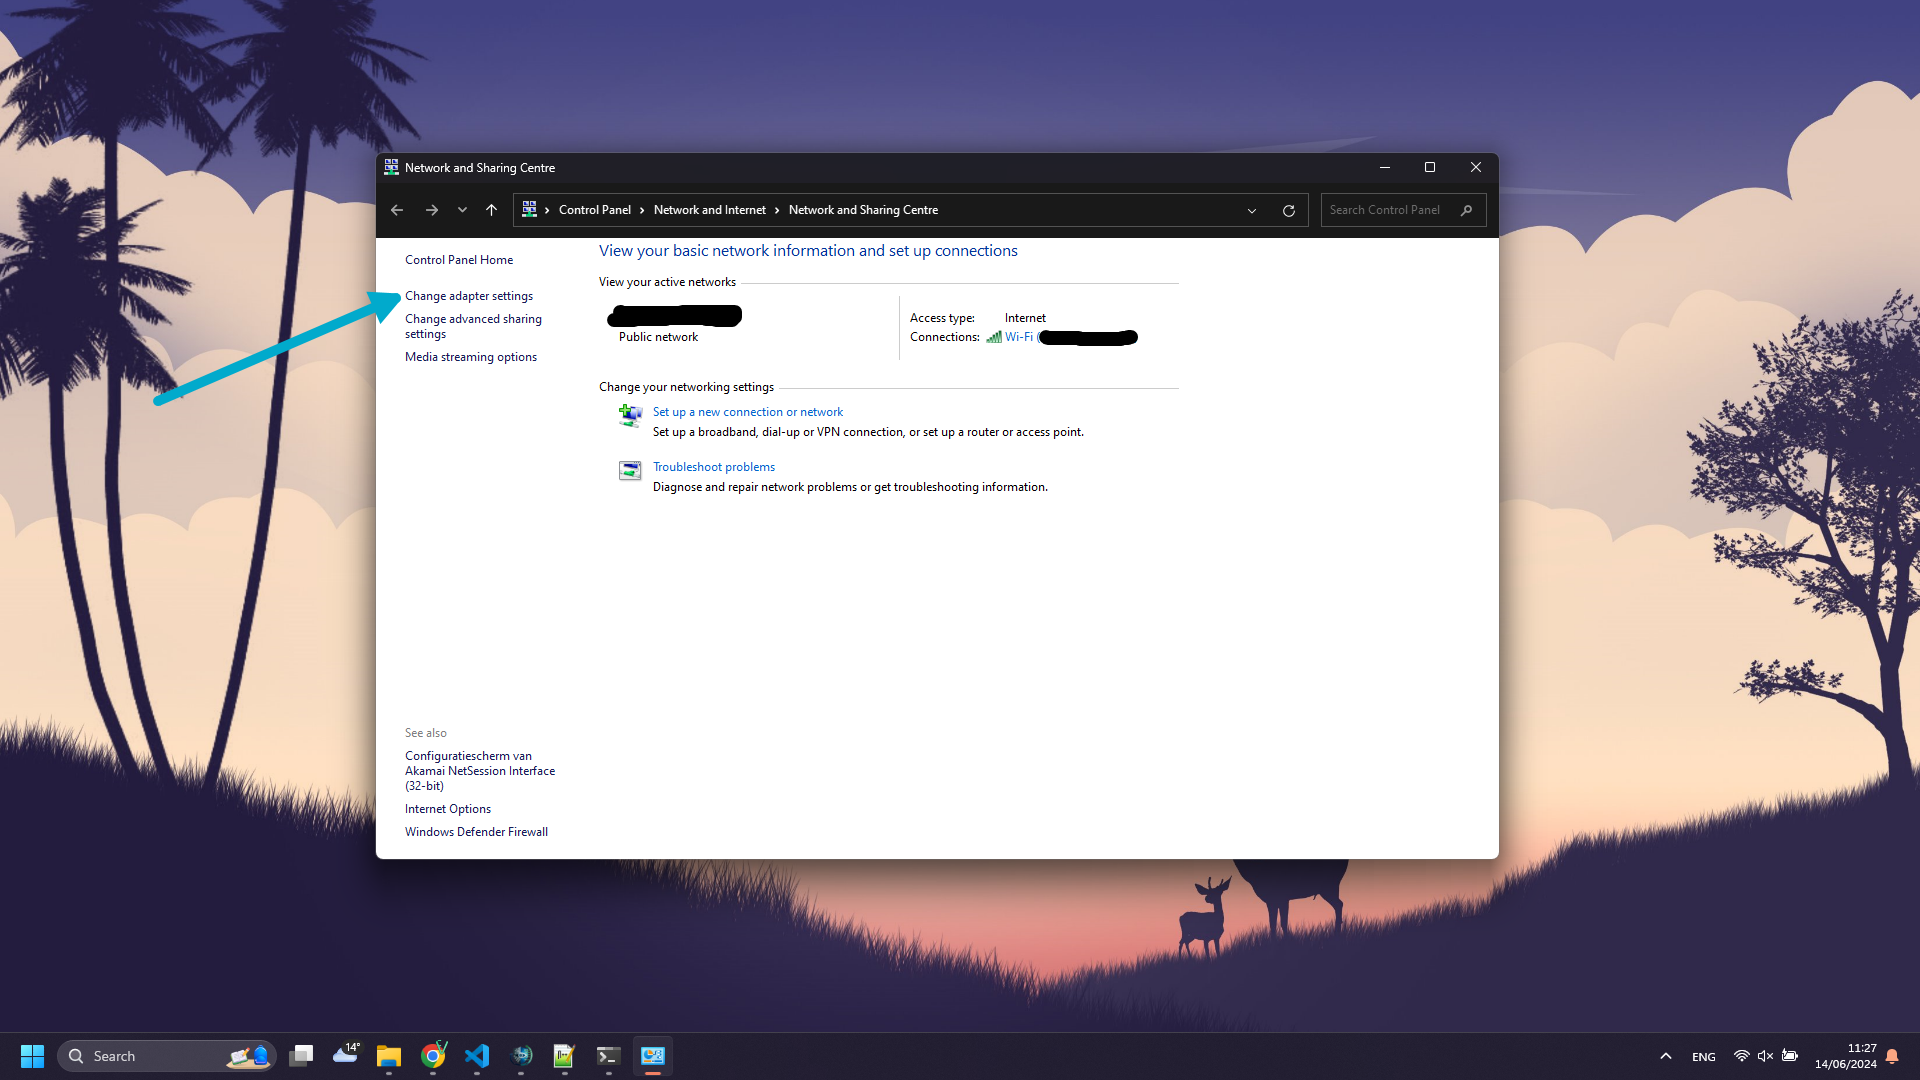 Network and Sharing Centre
Control Panel > Network and Internet > Network and Sharing Centre
Search Control Panel
Control Panel Home
Change adapter settings
Change advanced sharing
settings
Media streaming options
See also
Configuratiescherm van
Akamai NetSession Interface
(32-bit)
Internet Options
Windows Defender Firewall
View your basic network information and set up connections
View your active networks
Public network
Access type: Internet
Connections: Wi-Fi (
Change your networking settings
Set up a new connection or network
Set up a broadband, dial-up or VPN connection, or set up a router or access point.
Troubleshoot problems
Diagnose and repair network problems or get troubleshooting information.
Search
14°
ENG
11:27
14/06/2024